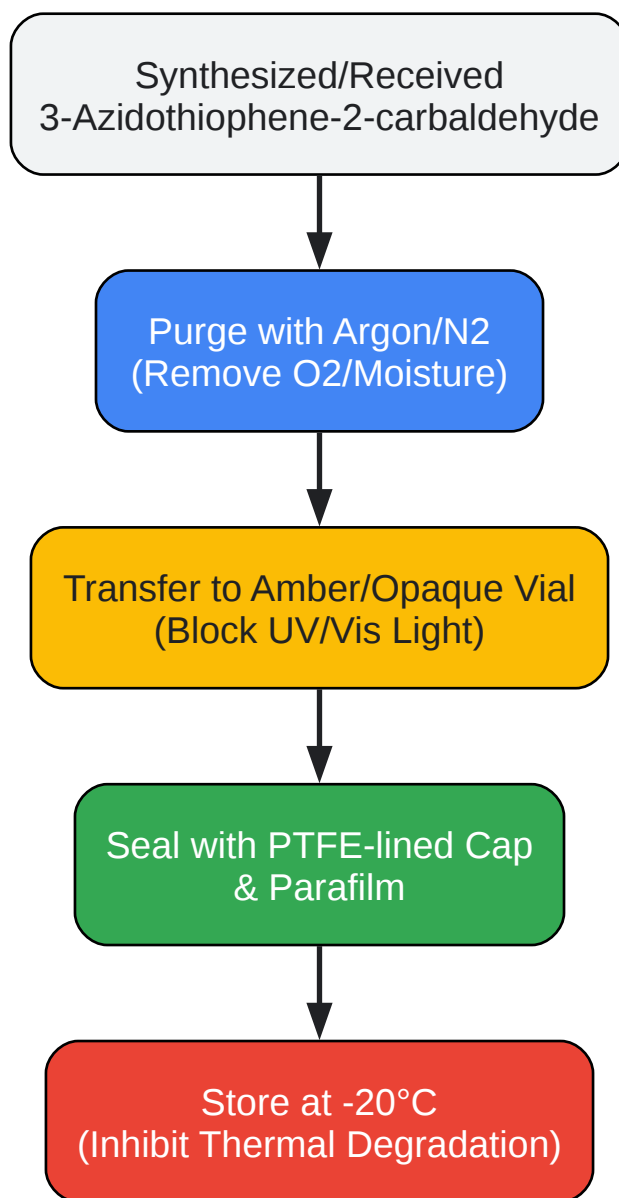 Synthesized/Received
3-Azidothiophene-2-carbaldehyde
Purge with Argon/N2
(Remove O2/Moisture)
Transfer to Amber/Opaque Vial
(Block UV/Vis Light)
Seal with PTFE-lined Cap
& Parafilm
Store at -20°C
(Inhibit Thermal Degradation)